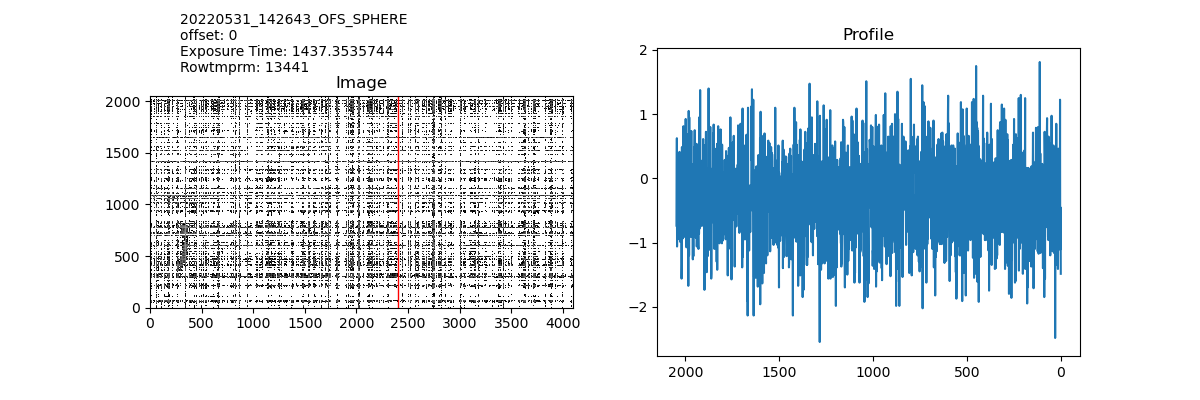 20220531_142643_OFS_SPHERE
offset: 0
Exposure Time: 1437.3535744
Rowtmprm: 13441
Image
2000
1500
1000
500
0
0 500 1000 1500 2000 2500 3000 3500 4000
Profile
2
1
0
−1
−2
2000 1500 1000 500 0